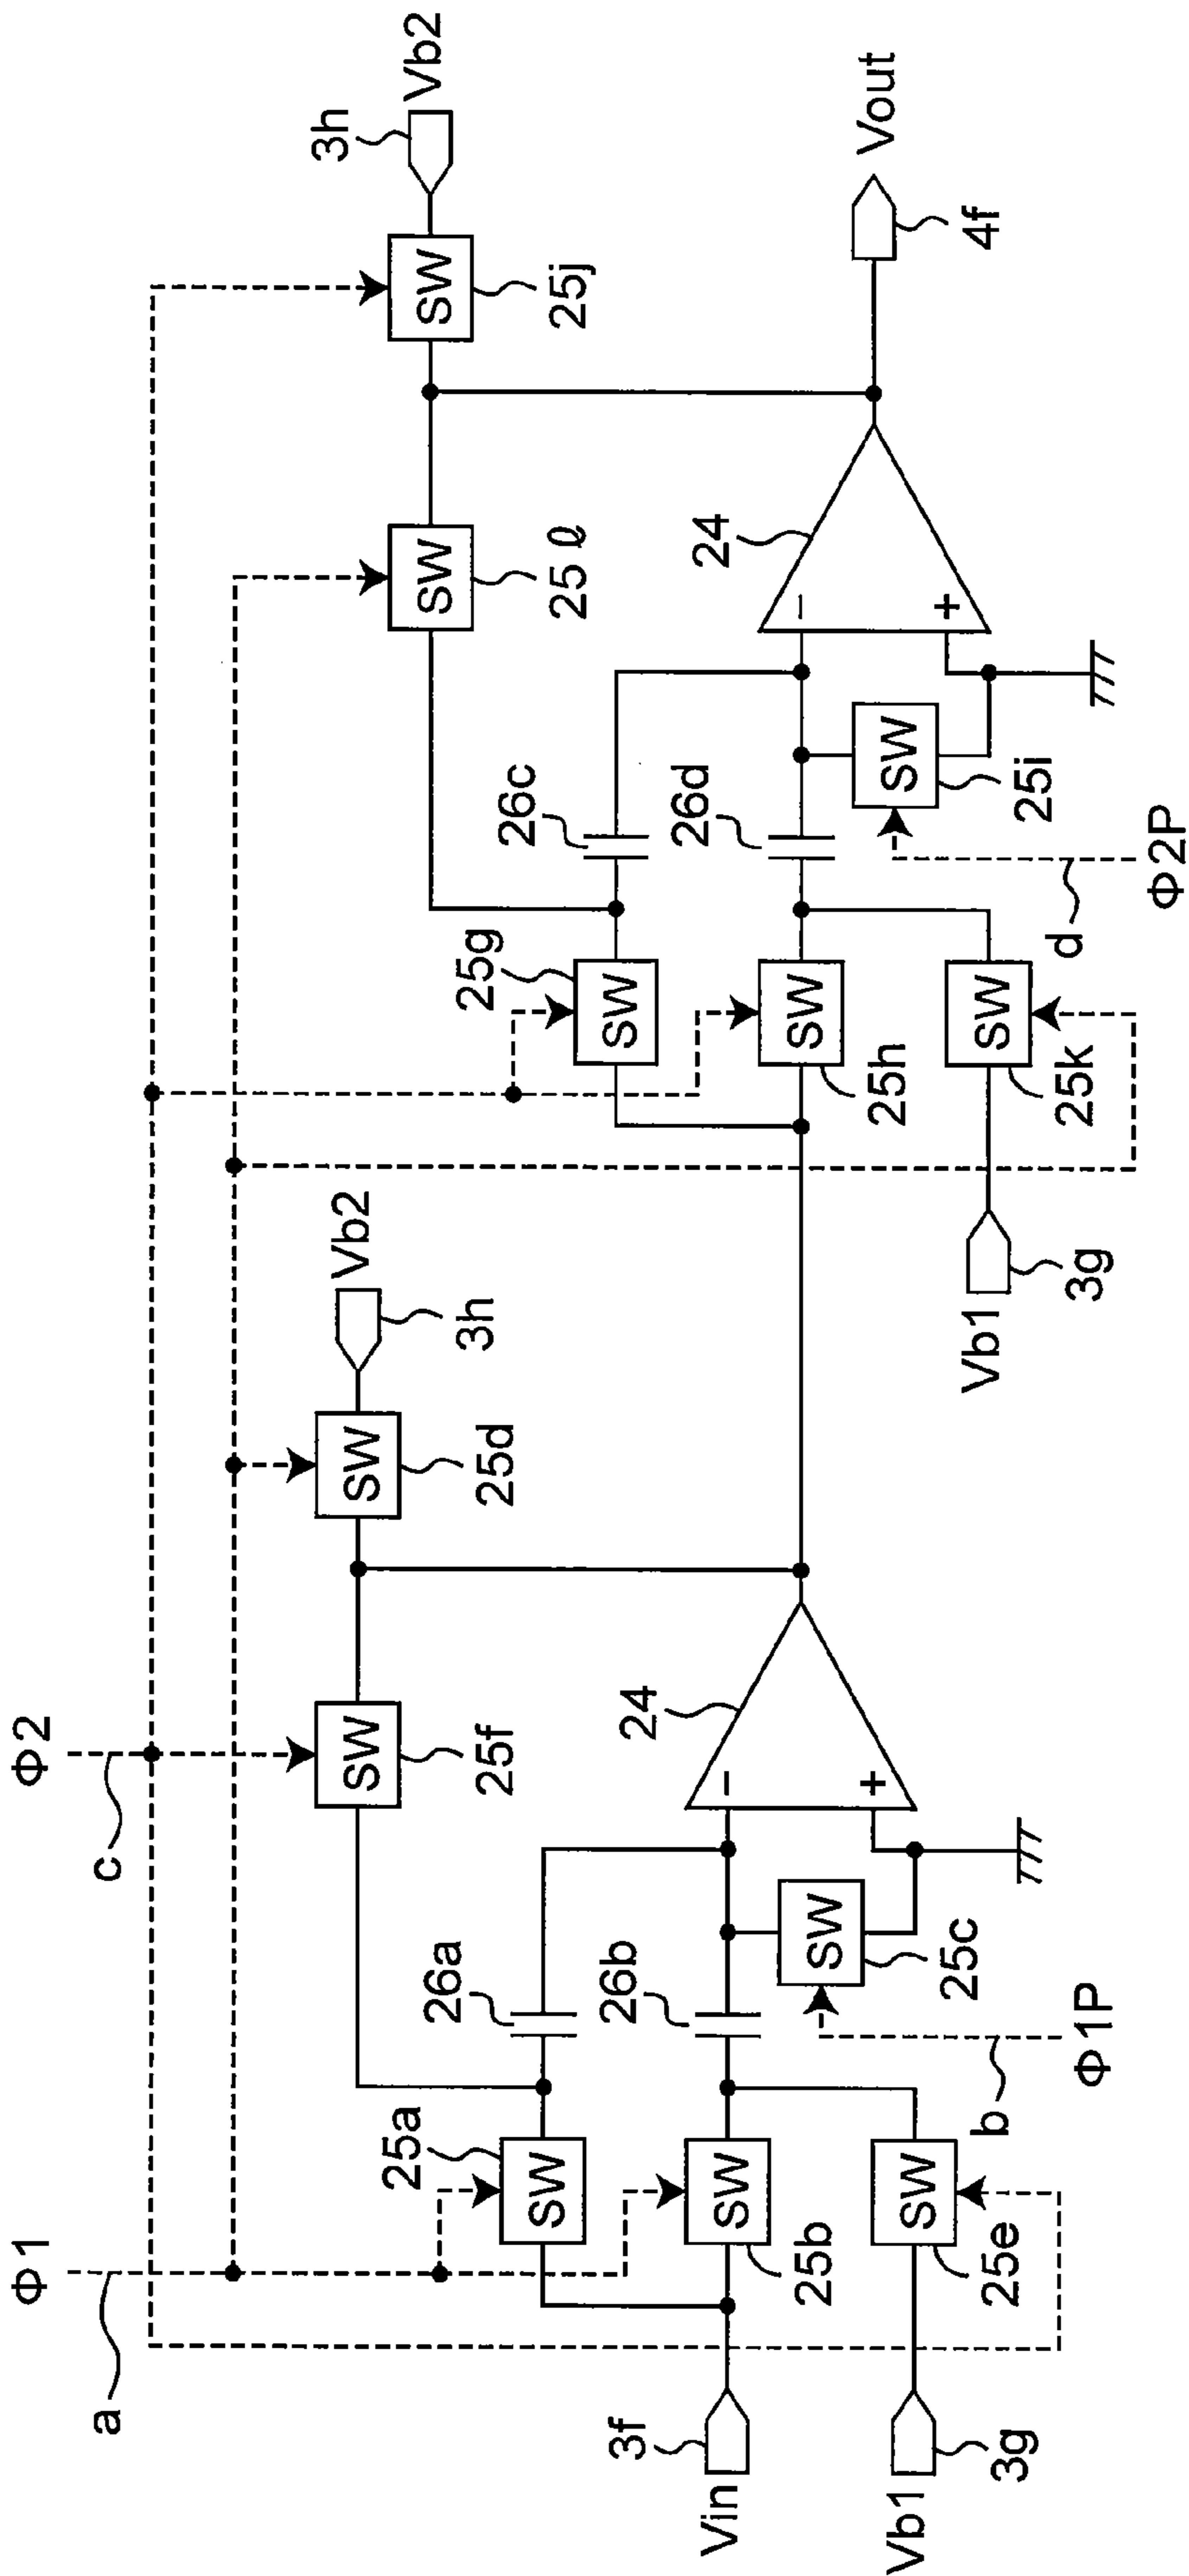 Φ1
Φ2
a
c
Vb2
3h
SW
25j
SW
25ℓ
Vb2
3h
SW
25d
SW
25f
Vout
4f
24
−
+
26c
25g
SW
26d
SW
25h
SW
25i
Φ2P
d
SW
25k
Vb1
3g
24
−
+
26a
25a
SW
26b
SW
25b
SW
25c
Φ1P
b
SW
25e
Vin
3f
Vb1
3g